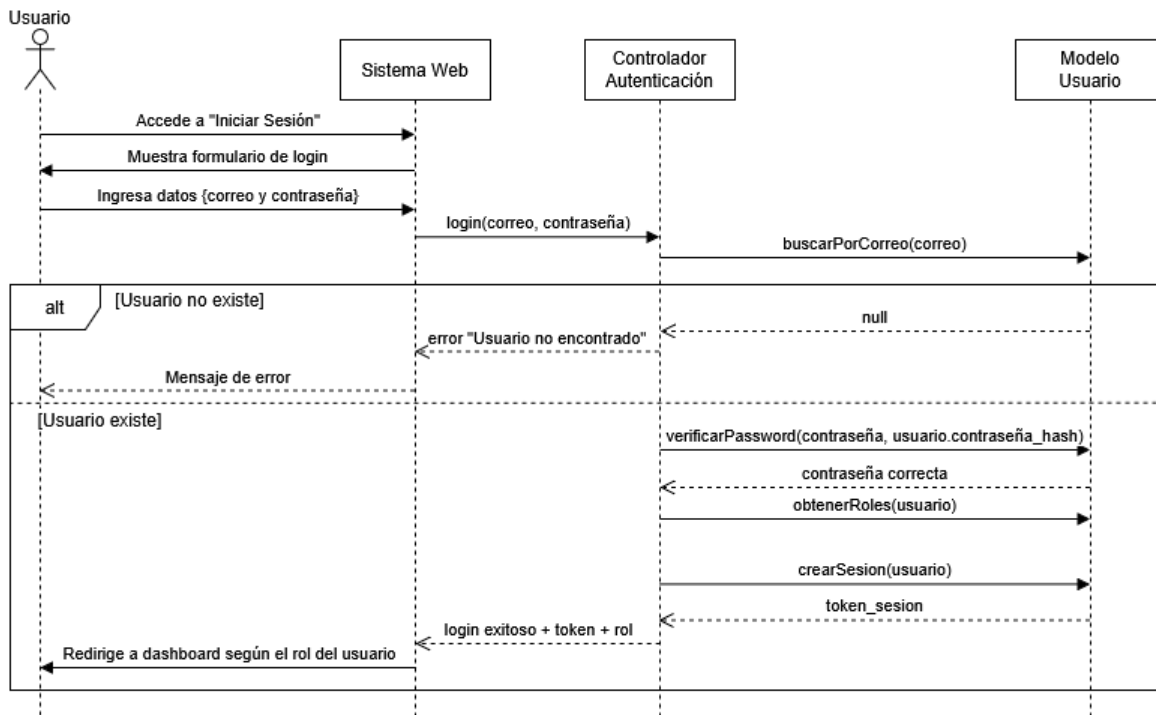 Usuario
Sistema Web
Controlador
Autenticación
Modelo
Usuario
Accede a "Iniciar Sesión"
Muestra formulario de login
Ingresa datos {correo y contraseña}
login(correo, contraseña)
buscarPorCorreo(correo)
alt
[Usuario no existe]
null
error "Usuario no encontrado"
Mensaje de error
[Usuario existe]
verificarPassword(contraseña, usuario.contraseña_hash)
contraseña correcta
obtenerRoles(usuario)
crearSesion(usuario)
token_sesion
login exitoso + token + rol
Redirige a dashboard según el rol del usuario